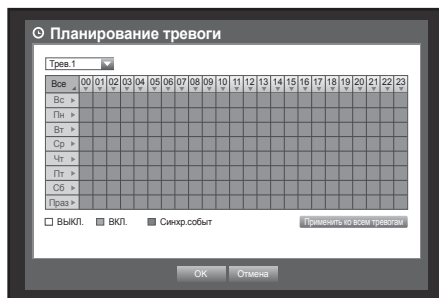 Планирование тревоги
Трев.1
Все 00 01 02 03 04 05 06 07 08 09 10 11 12 13 14 15 16 17 18 19 20 21 22 23
Вс
Пн
Вт
Ср
Чт
Пт
Сб
Праз
ВЫКЛ. ВКЛ. Синхр.событ Применить ко всем тревогам
OK Отмена